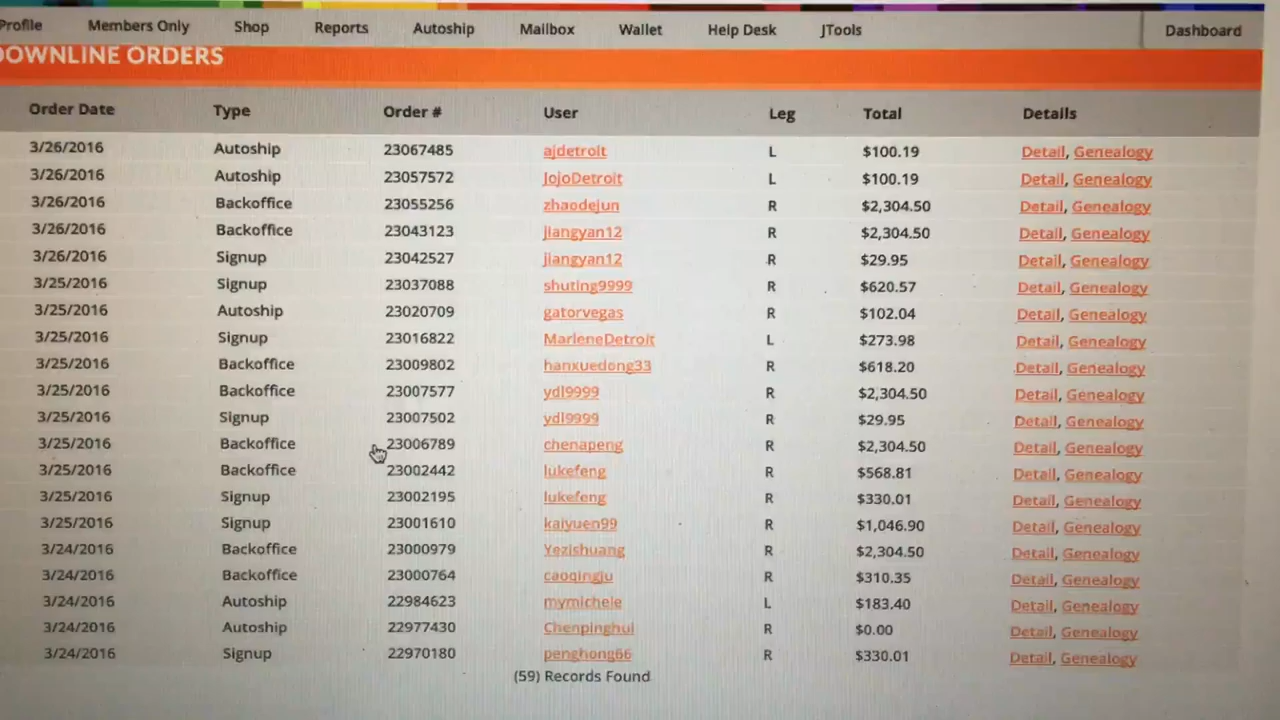 Profile Members Only Shop Reports Autoship Mailbox Wallet Help Desk JTools Dashboard
DOWNLINE ORDERS
Order Date Type Order # User Leg Total Details
3/26/2016 Autoship 23067485 ajdetroit L $100.19 Detail, Genealogy
3/26/2016 Autoship 23057572 JojoDetroit L $100.19 Detail, Genealogy
3/26/2016 Backoffice 23055256 zhaodejun R $2,304.50 Detail, Genealogy
3/26/2016 Backoffice 23043123 jiangyan12 R $2,304.50 Detail, Genealogy
3/26/2016 Signup 23042527 jiangyan12 R $29.95 Detail, Genealogy
3/25/2016 Signup 23037088 shuting9999 R $620.57 Detail, Genealogy
3/25/2016 Autoship 23020709 gatorvegas R $102.04 Detail, Genealogy
3/25/2016 Signup 23016822 MarleneDetroit L $273.98 Detail, Genealogy
3/25/2016 Backoffice 23009802 hanxuedong33 R $618.20 Detail, Genealogy
3/25/2016 Backoffice 23007577 ydl9999 R $2,304.50 Detail, Genealogy
3/25/2016 Signup 23007502 ydl9999 R $29.95 Detail, Genealogy
3/25/2016 Backoffice 23006789 chenapeng R $2,304.50 Detail, Genealogy
3/25/2016 Backoffice 23002442 lukefeng R $568.81 Detail, Genealogy
3/25/2016 Signup 23002195 lukefeng R $330.01 Detail, Genealogy
3/25/2016 Signup 23001610 kaiyuen99 R $1,046.90 Detail, Genealogy
3/24/2016 Backoffice 23000979 Yezishuang R $2,304.50 Detail, Genealogy
3/24/2016 Backoffice 23000764 caoqingju R $310.35 Detail, Genealogy
3/24/2016 Autoship 22984623 mymichele L $183.40 Detail, Genealogy
3/24/2016 Autoship 22977430 Chenpinghui R $0.00 Detail, Genealogy
3/24/2016 Signup 22970180 penghong66 R $330.01 Detail, Genealogy
(59) Records Found